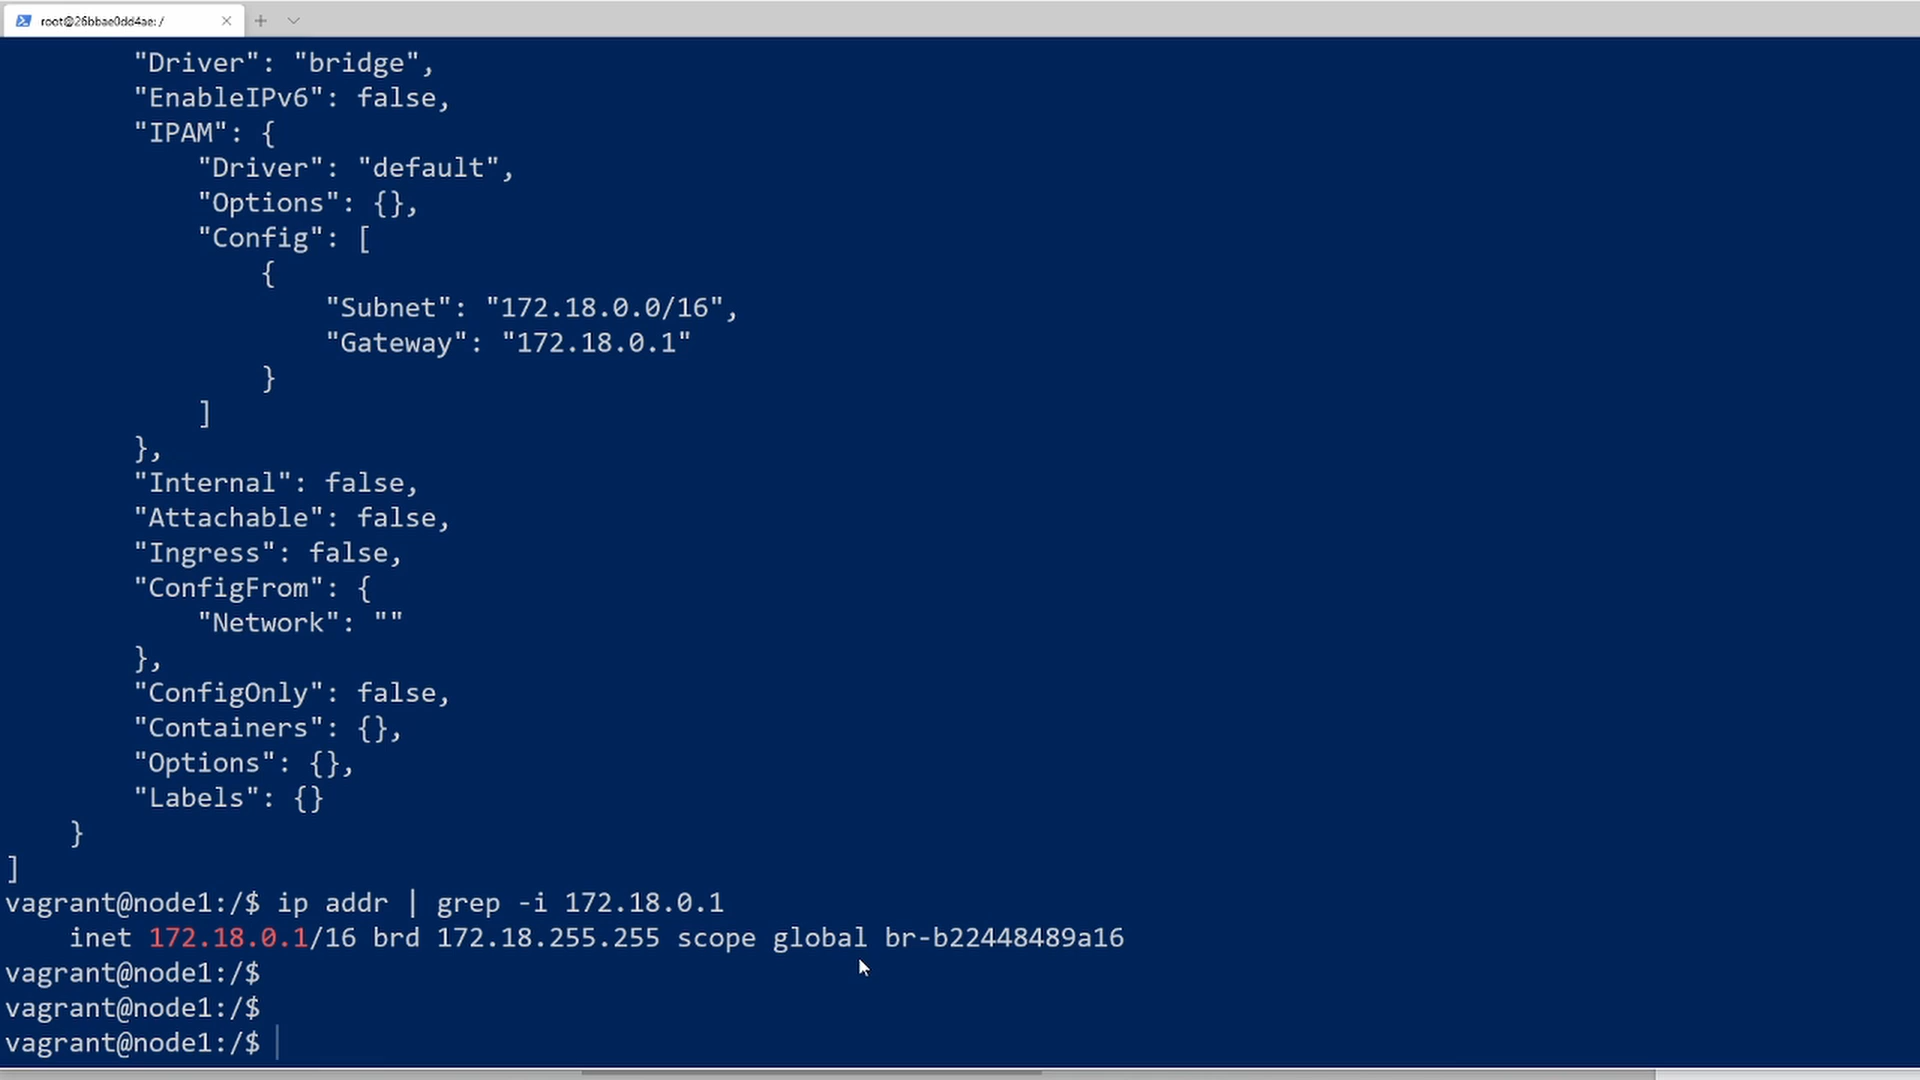 root@26bbae0dd4ae: /
"Driver": "bridge",
"EnableIPv6": false,
"IPAM": {
"Driver": "default",
"Options": {},
"Config": [
{
"Subnet": "172.18.0.0/16",
"Gateway": "172.18.0.1"
}
]
},
"Internal": false,
"Attachable": false,
"Ingress": false,
"ConfigFrom": {
"Network": ""
},
"ConfigOnly": false,
"Containers": {},
"Options": {},
"Labels": {}
}
]
vagrant@node1:/$ ip addr | grep -i 172.18.0.1
inet 172.18.0.1/16 brd 172.18.255.255 scope global br-b22448489a16
vagrant@node1:/$
vagrant@node1:/$
vagrant@node1:/$